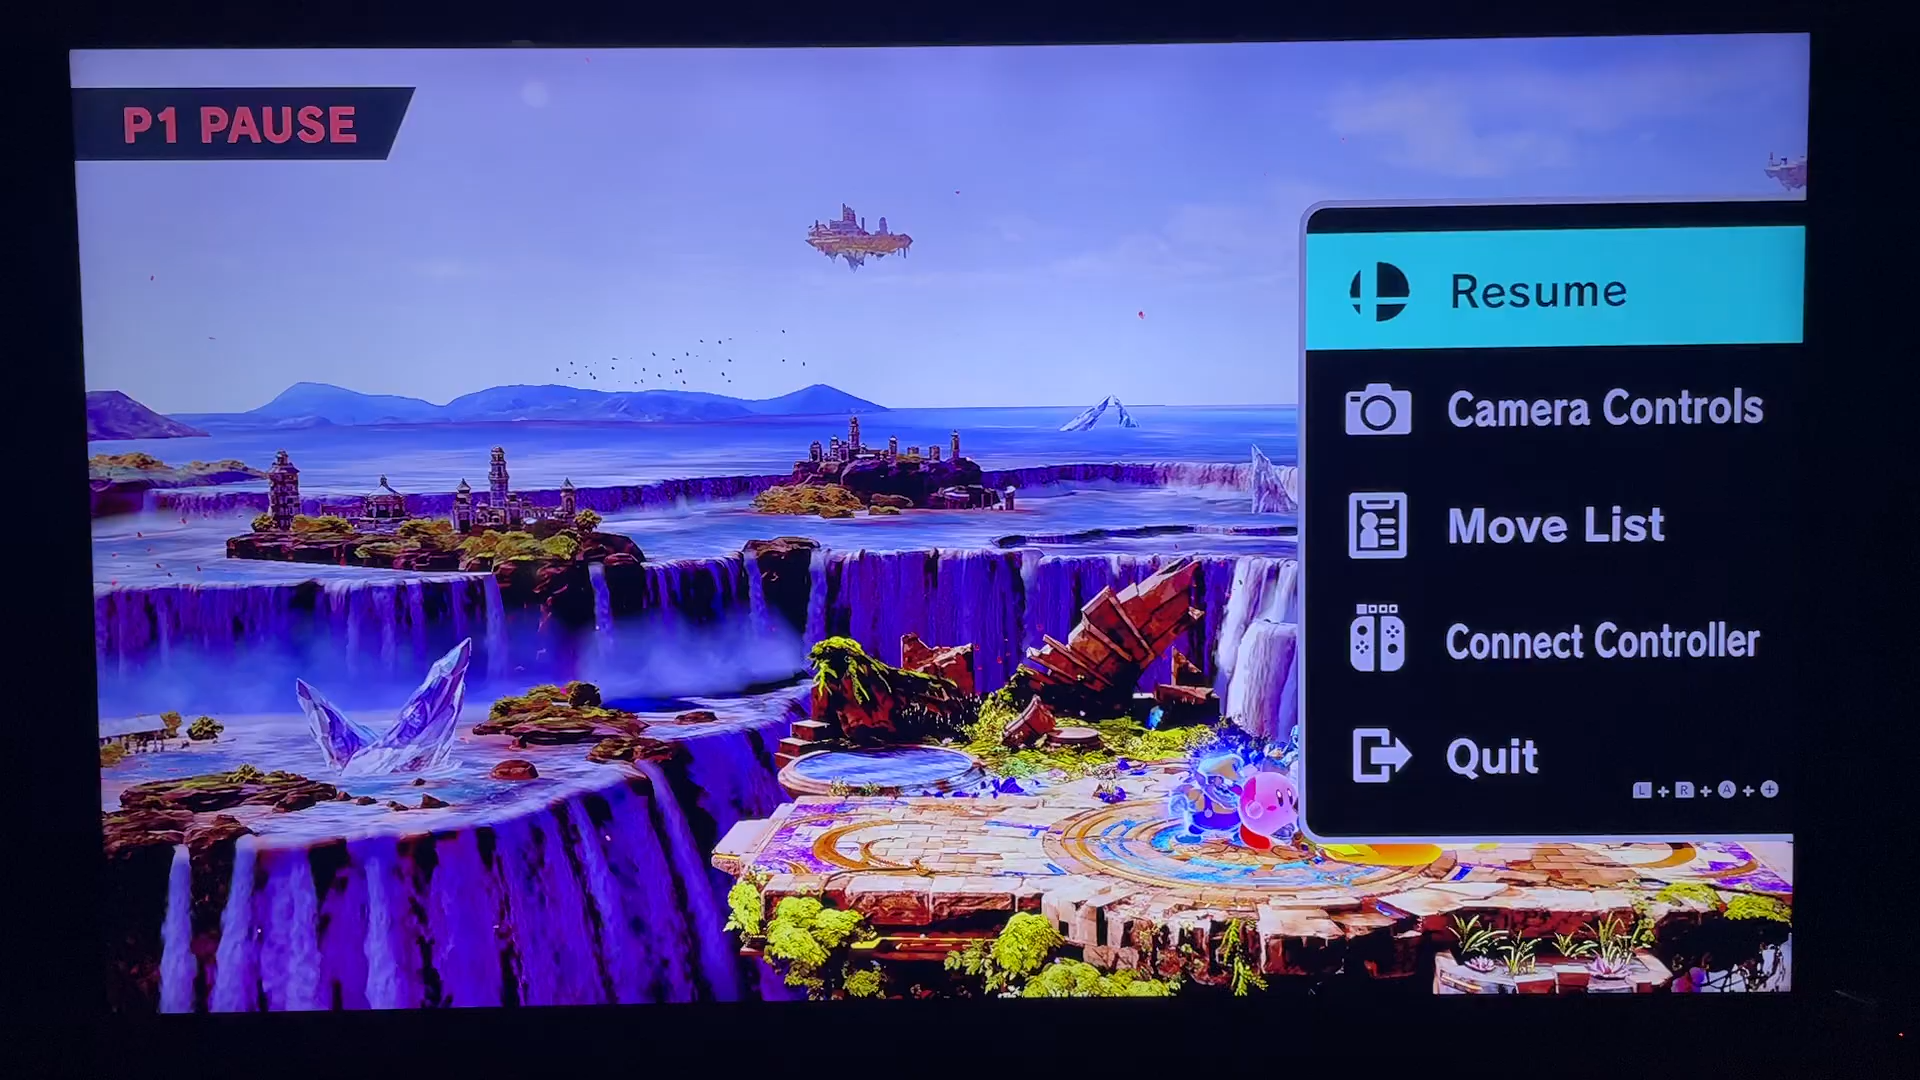 P1 PAUSE
Resume
Camera Controls
Move List
Connect Controller
Quit
L + R + A + +